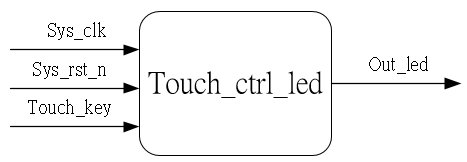 Sys_clk
Sys_rst_n
Touch_key
Touch_ctrl_led
Out_led